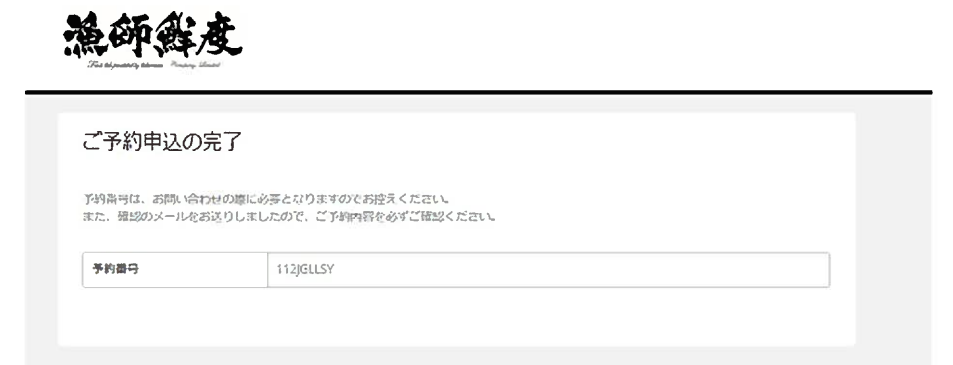 漁師鮮度
ご予約申込の完了
予約番号は、お問い合わせの際に必要となりますのでお控えください。
また、確認のメールをお送りしましたので、ご予約内容を必ずご確認ください。
予約番号 112JGLLSY